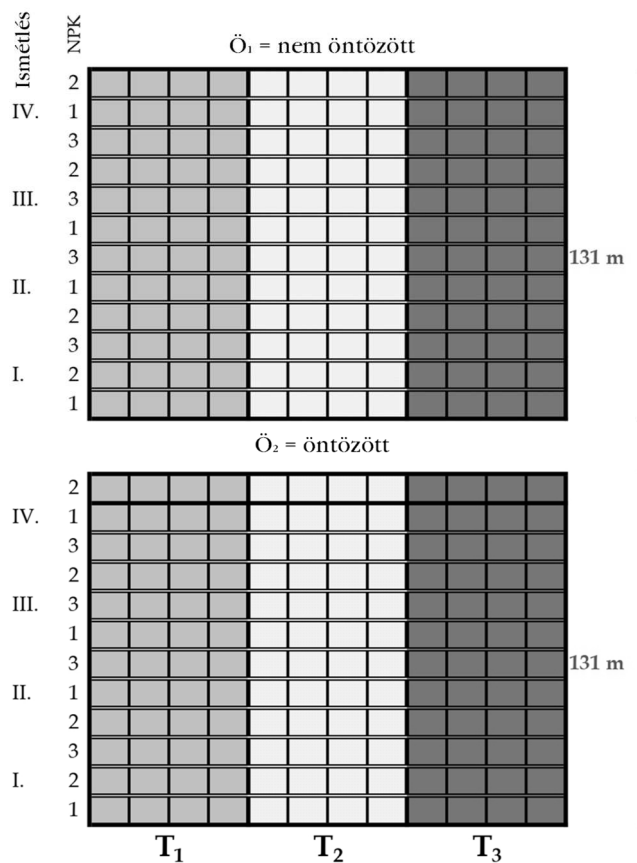 Ismétlés NPK
Ö₁ = nem öntözött
2
IV. 1
3
2
III. 3
1
3 131 m
II. 1
2
3
I. 2
1
Ö₂ = öntözött
2
IV. 1
3
2
III. 3
1
3 131 m
II. 1
2
3
I. 2
1
T₁ T₂ T₃